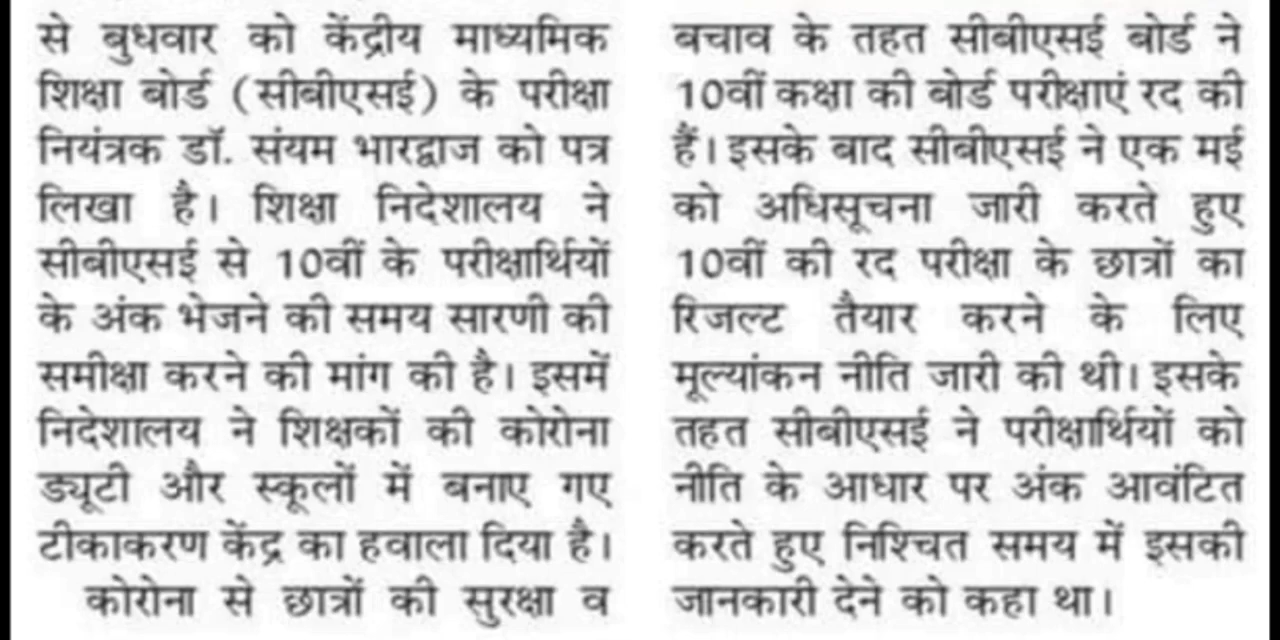 से बुधवार को केंद्रीय माध्यमिक
शिक्षा बोर्ड (सीबीएसई) के परीक्षा
नियंत्रक डॉ. संयम भारद्वाज को पत्र
लिखा है। शिक्षा निदेशालय ने
सीबीएसई से 10वीं के परीक्षार्थियों
के अंक भेजने की समय सारणी की
समीक्षा करने की मांग की है। इसमें
निदेशालय ने शिक्षकों की कोरोना
ड्यूटी और स्कूलों में बनाए गए
टीकाकरण केंद्र का हवाला दिया है।
कोरोना से छात्रों की सुरक्षा व
बचाव के तहत सीबीएसई बोर्ड ने
10वीं कक्षा की बोर्ड परीक्षाएं रद की
हैं। इसके बाद सीबीएसई ने एक मई
को अधिसूचना जारी करते हुए
10वीं की रद परीक्षा के छात्रों का
रिजल्ट तैयार करने के लिए
मूल्यांकन नीति जारी की थी। इसके
तहत सीबीएसई ने परीक्षार्थियों को
नीति के आधार पर अंक आवंटित
करते हुए निश्चित समय में इसकी
जानकारी देने को कहा था।